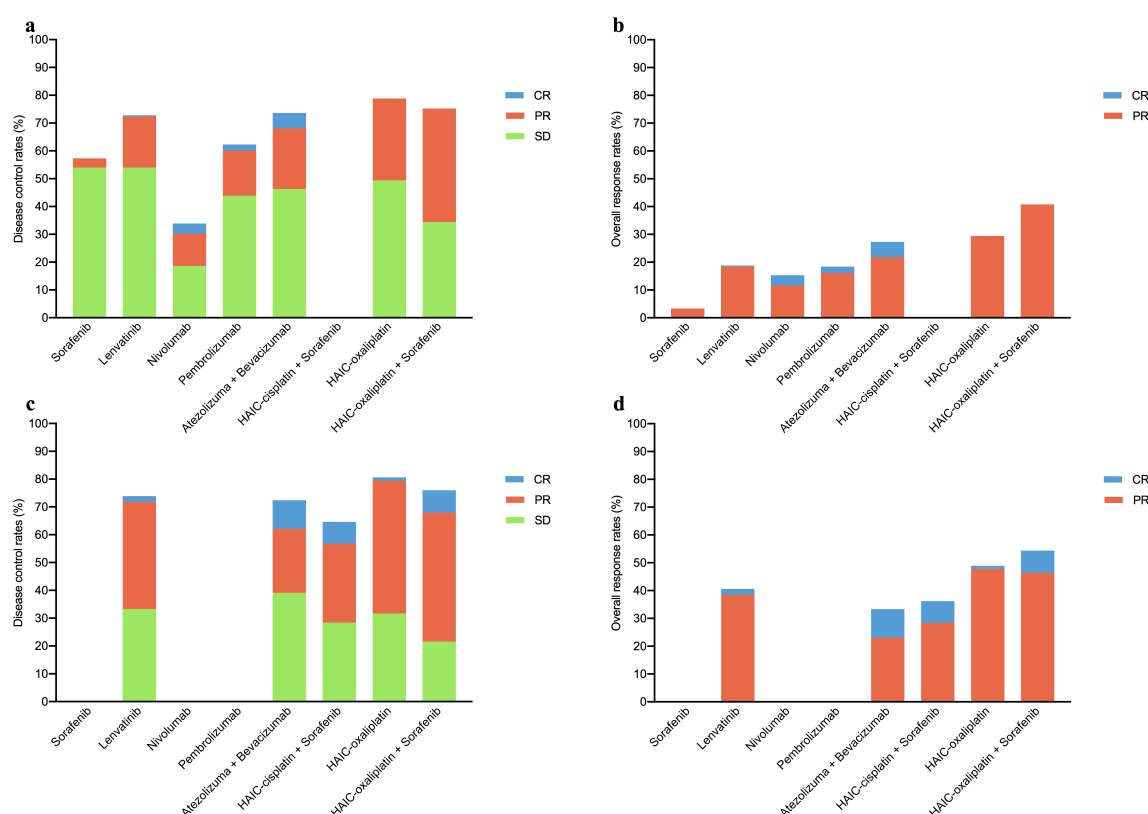 a
Disease control rates (%)
100
90
80
70
60
50
40
30
20
10
0
Sorafenib
Lenvatinib
Nivolumab
Pembrolizumab
Atezolizuma + Bevacizumab
HAIC-cisplatin + Sorafenib
HAIC-oxaliplatin
HAIC-oxaliplatin + Sorafenib
CR
PR
SD
b
Overall response rates (%)
100
90
80
70
60
50
40
30
20
10
0
Sorafenib
Lenvatinib
Nivolumab
Pembrolizumab
Atezolizuma + Bevacizumab
HAIC-cisplatin + Sorafenib
HAIC-oxaliplatin
HAIC-oxaliplatin + Sorafenib
CR
PR
c
Disease control rates (%)
100
90
80
70
60
50
40
30
20
10
0
Sorafenib
Lenvatinib
Nivolumab
Pembrolizumab
Atezolizuma + Bevacizumab
HAIC-cisplatin + Sorafenib
HAIC-oxaliplatin
HAIC-oxaliplatin + Sorafenib
CR
PR
SD
d
Overall response rates (%)
100
90
80
70
60
50
40
30
20
10
0
Sorafenib
Lenvatinib
Nivolumab
Pembrolizumab
Atezolizuma + Bevacizumab
HAIC-cisplatin + Sorafenib
HAIC-oxaliplatin
HAIC-oxaliplatin + Sorafenib
CR
PR